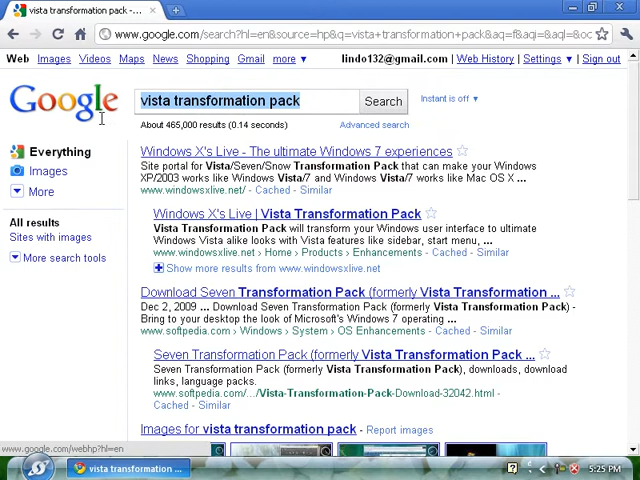 vista transformation pack -...
www.google.com/search?hl=en&source=hp&q=vista+transformation+pack&aq=f&aqi=&aql=&oc
Web Images Videos Maps News Shopping Gmail more ▼ lindo132@gmail.com | Web History | Settings ▼ | Sign out
Google
vista transformation pack
Search
Instant is off ▼
About 465,000 results (0.14 seconds)
Advanced search
Everything
Images
More
All results
Sites with images
More search tools
Windows X's Live - The ultimate Windows 7 experiences
Site portal for Vista/Seven/Snow Transformation Pack that can make your Windows
XP/2003 works like Windows Vista/7 and Windows Vista/7 works like Mac OS X ...
www.windowsxlive.net/ - Cached - Similar
Windows X's Live | Vista Transformation Pack
Vista Transformation Pack will transform your Windows user interface to ultimate
Windows Vista alike looks with Vista features like sidebar, start menu, ...
www.windowsxlive.net › Home › Products › Enhancements - Cached - Similar
Show more results from www.windowsxlive.net
Download Seven Transformation Pack (formerly Vista Transformation ...
Dec 2, 2009 ... Download Seven Transformation Pack (formerly Vista Transformation Pack) -
Bring to your desktop the look of Microsoft's Windows 7 operating ...
www.softpedia.com › Windows › System › OS Enhancements - Cached - Similar
Seven Transformation Pack (formerly Vista Transformation Pack ...
Seven Transformation Pack (formerly Vista Transformation Pack), downloads, download
links, language packs.
www.softpedia.com/.../Vista-Transformation-Pack-Download-32042.html -
Cached - Similar
Images for vista transformation pack - Report images
www.google.com/webhp?hl=en
vista transformation ...
5:25 PM